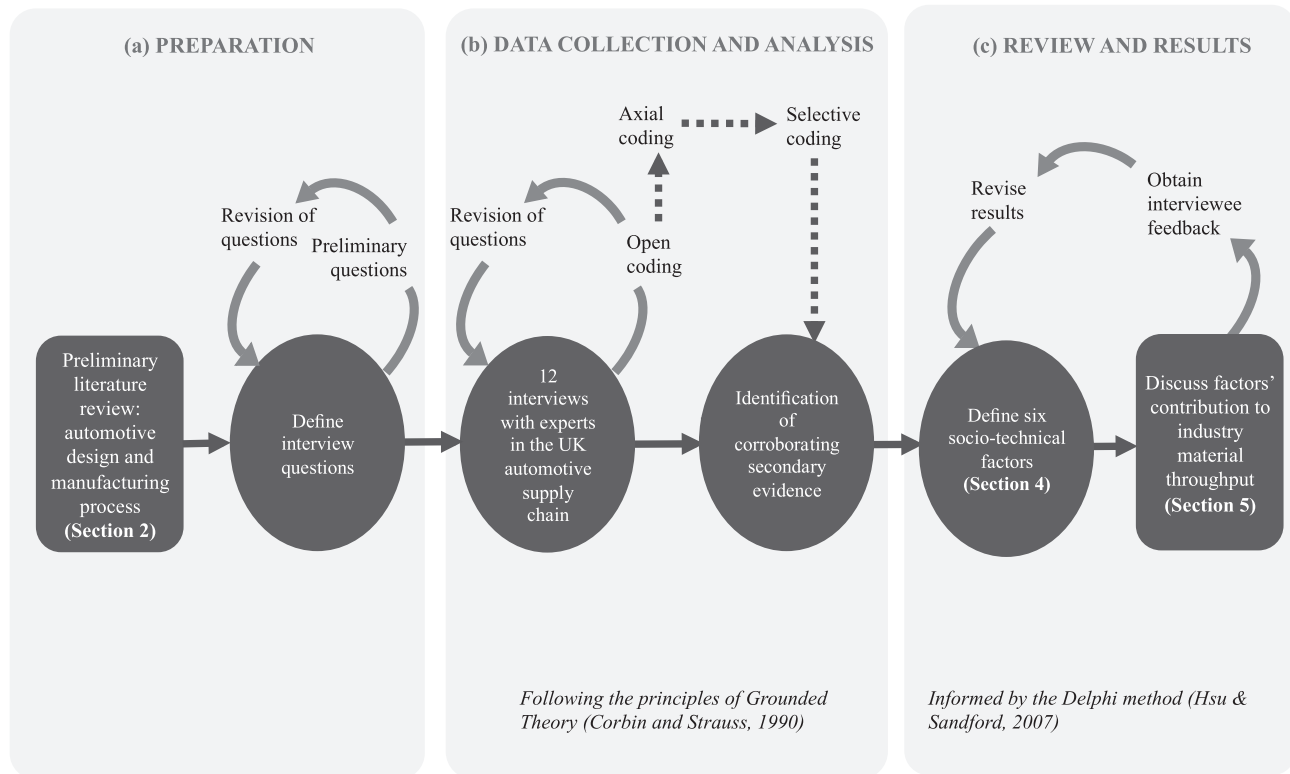 (a) PREPARATION
Revision of
questions
Preliminary
questions
Preliminary
literature
review:
automotive
design and
manufacturing
process
(Section 2)
Define
interview
questions
(b) DATA COLLECTION AND ANALYSIS
Axial
coding
Selective
coding
Revision of
questions
Open
coding
12
interviews
with experts
in the UK
automotive
supply
chain
Identification
of
corroborating
secondary
evidence
Following the principles of Grounded
Theory (Corbin and Strauss, 1990)
(c) REVIEW AND RESULTS
Revise
results
Obtain
interviewee
feedback
Define six
socio-technical
factors
(Section 4)
Discuss factors’
contribution to
industry
material
throughput
(Section 5)
Informed by the Delphi method (Hsu &
Sandford, 2007)